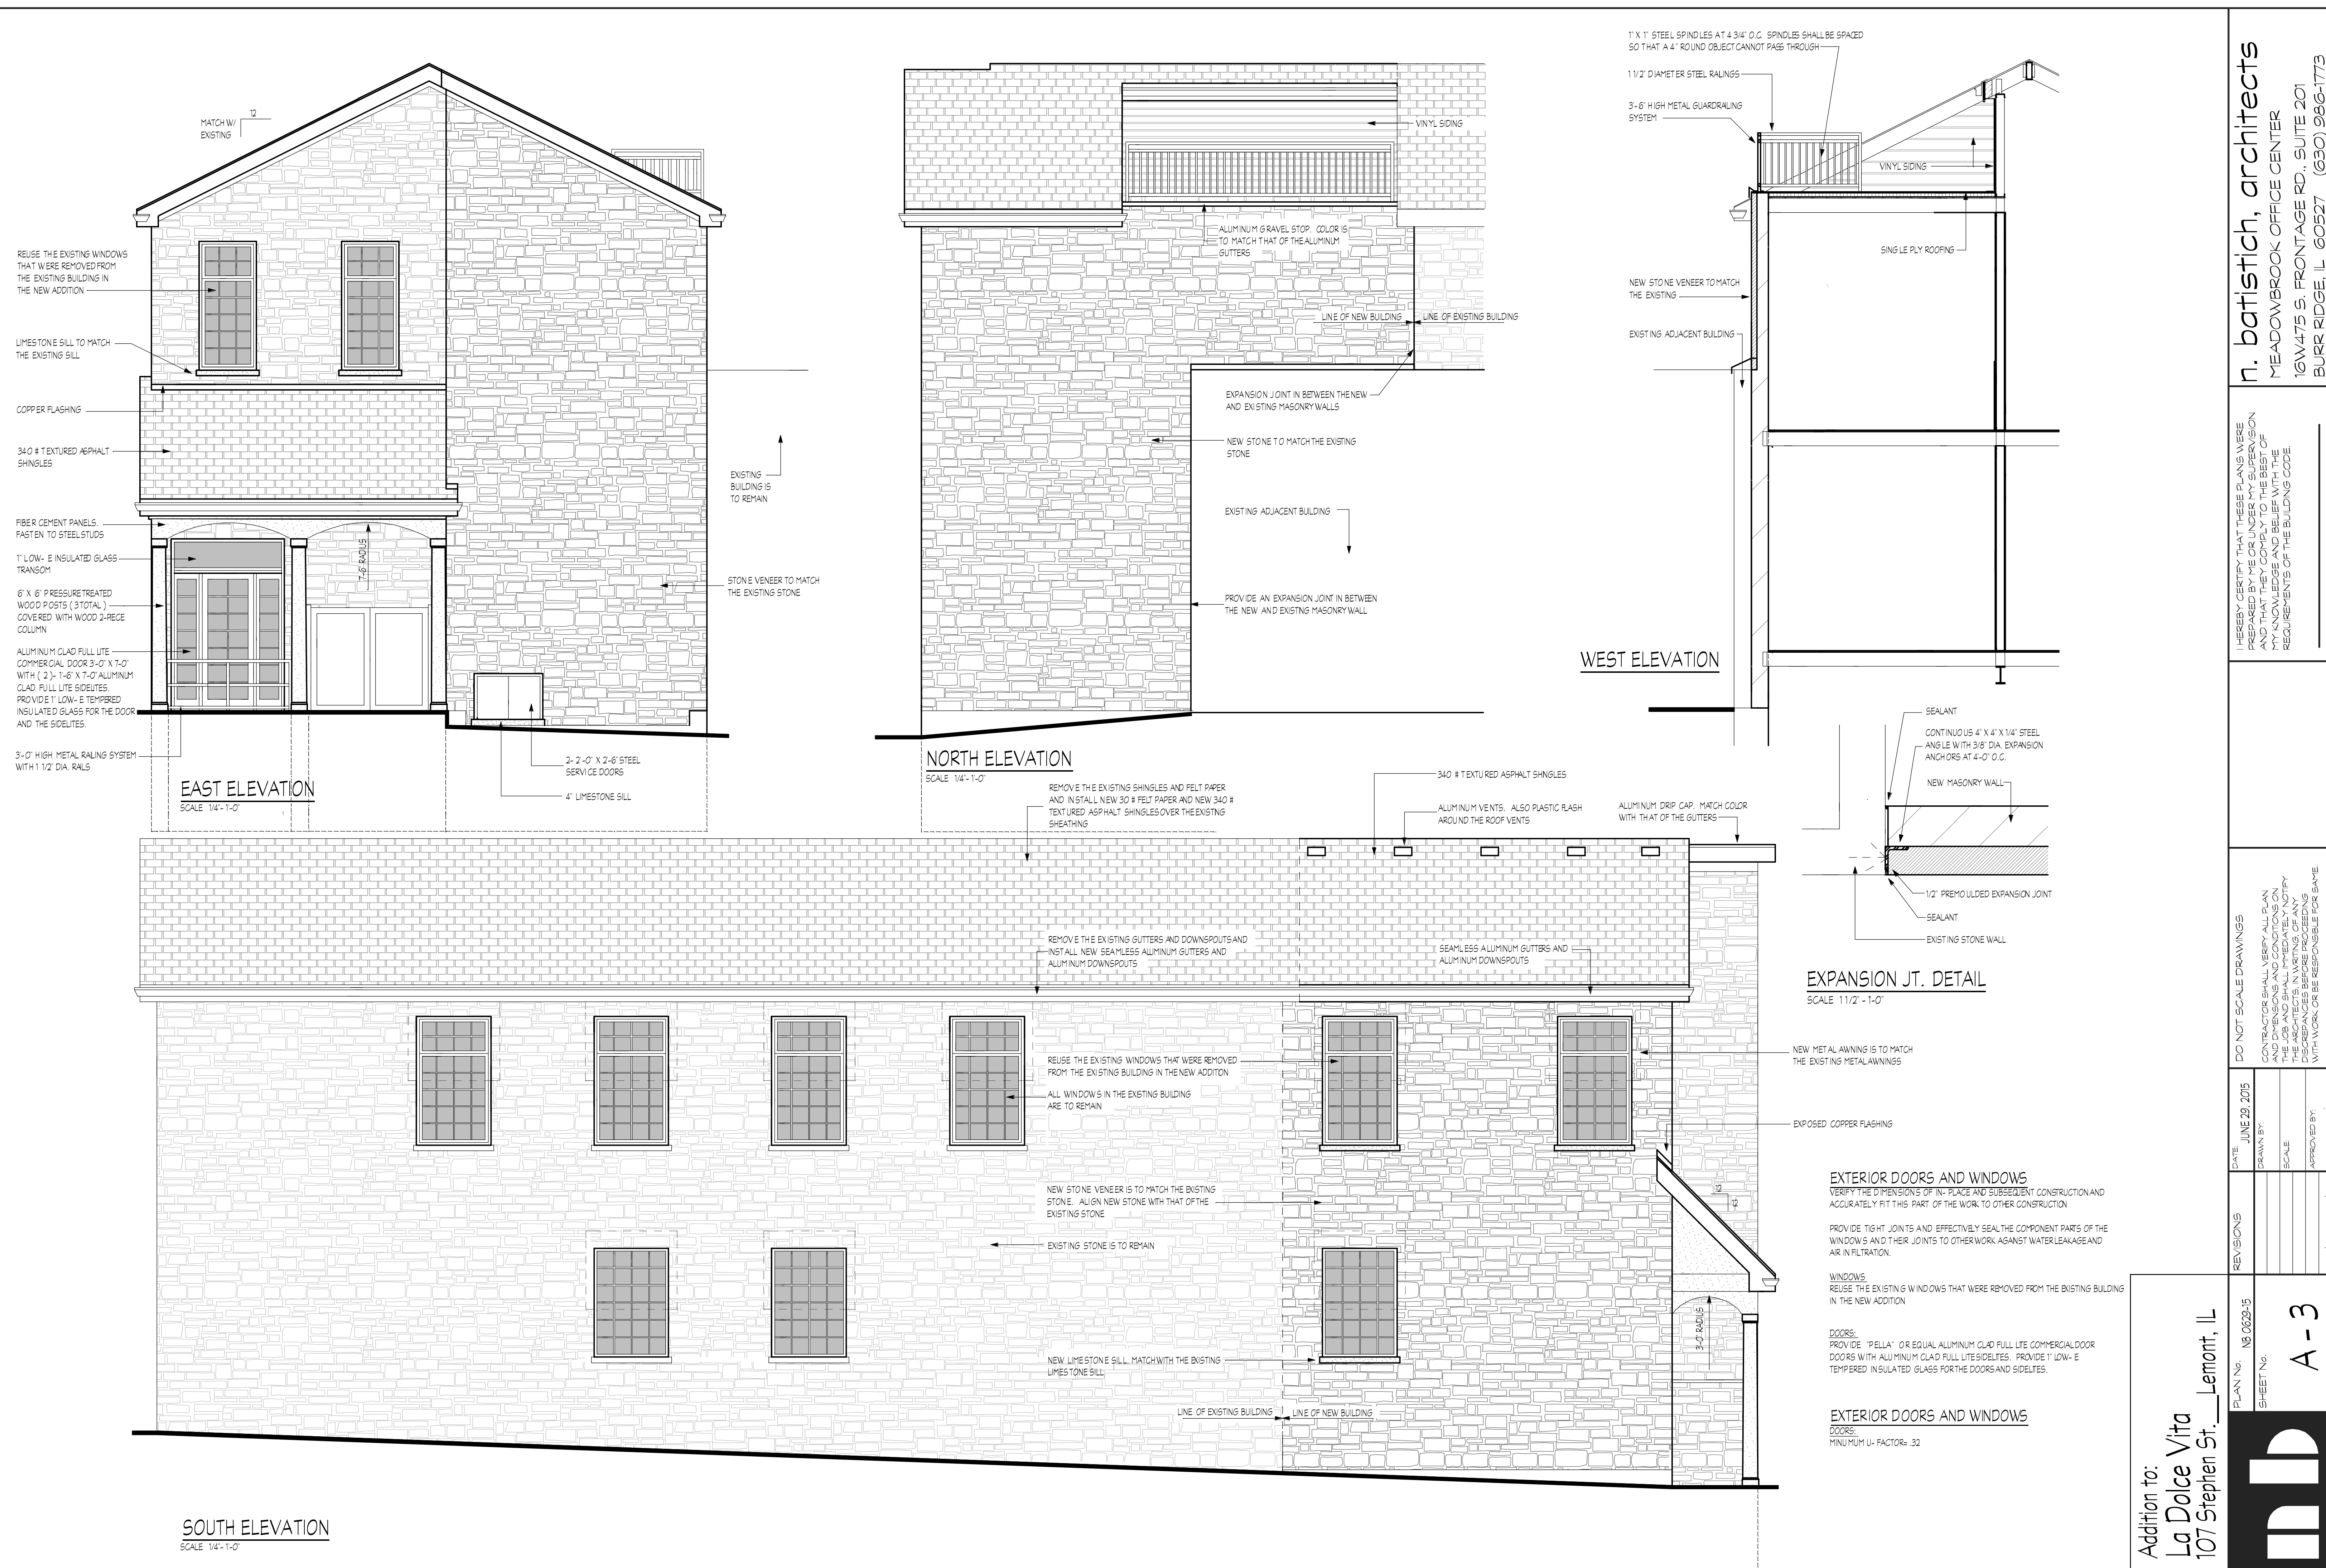 12
MATCH W/
EXISTING
REUSE THE EXISTING WINDOWS
THAT WERE REMOVED FROM
THE EXISTING BUILDING IN
THE NEW ADDITION
LIMESTONE SILL TO MATCH
THE EXISTING SILL
COPPER FLASHING
340 # TEXTURED ASPHALT
SHINGLES
FIBER CEMENT PANELS.
FASTEN TO STEEL STUDS
1" LOW- E INSULATED GLASS
TRANSOM
6" X 6" PRESSURE TREATED
WOOD POSTS ( 3 TOTAL )
COVERED WITH WOOD 2-PIECE
COLUMN
ALUMINUM CLAD FULL LITE
COMMERCIAL DOOR 3'-0" X 7'-0"
WITH ( 2 )- 1'-6" X 7'-0" ALUMINUM
CLAD FULL LITE SIDELITES.
PROVIDE 1" LOW- E TEMPERED
INSULATED GLASS FOR THE DOOR
AND THE SIDELITES.
3'-0" HIGH METAL RAILING SYSTEM
WITH 1 1/2" DIA. RAILS
7'-6" RADIUS
EXISTING
BUILDING IS
TO REMAIN
STONE VENEER TO MATCH
THE EXISTING STONE
2- 2'-0" X 2'-6" STEEL
SERVICE DOORS
4" LIMESTONE SILL
EAST ELEVATION
SCALE 1/4"- 1'-0"
VINYL SIDING
ALUMINUM GRAVEL STOP. COLOR IS
TO MATCH THAT OF THE ALUMINUM
GUTTERS
LINE OF NEW BUILDING
LINE OF EXISTING BUILDING
EXPANSION JOINT IN BETWEEN THE NEW
AND EXISTING MASONRY WALLS
NEW STONE TO MATCH THE EXISTING
STONE
EXISTING ADJACENT BUILDING
PROVIDE AN EXPANSION JOINT IN BETWEEN
THE NEW AND EXISTING MASONRY WALL
NORTH ELEVATION
SCALE 1/4"- 1'-0"
1" X 1" STEEL SPINDLES AT 4 3/4" O.C. SPINDLES SHALL BE SPACED
SO THAT A 4" ROUND OBJECT CANNOT PASS THROUGH
1 1/2" DIAMETER STEEL RAILINGS
3'-6" HIGH METAL GUARDRAILING
SYSTEM
VINYL SIDING
SINGLE PLY ROOFING
NEW STONE VENEER TO MATCH
THE EXISTING
EXISTING ADJACENT BUILDING
WEST ELEVATION
SEALANT
CONTINUOUS 4" X 4" X 1/4" STEEL
ANGLE WITH 3/8" DIA. EXPANSION
ANCHORS AT 4'-0" O.C.
NEW MASONRY WALL
1/2" PREMOULDED EXPANSION JOINT
SEALANT
EXISTING STONE WALL
EXPANSION JT. DETAIL
SCALE 1 1/2" - 1'-0"
REMOVE THE EXISTING SHINGLES AND FELT PAPER
AND INSTALL NEW 30 # FELT PAPER AND NEW 340 #
TEXTURED ASPHALT SHINGLES OVER THE EXISTING
SHEATHING
340 # TEXTURED ASPHALT SHINGLES
ALUMINUM VENTS. ALSO PLASTIC FLASH
AROUND THE ROOF VENTS
ALUMINUM DRIP CAP. MATCH COLOR
WITH THAT OF THE GUTTERS
REMOVE THE EXISTING GUTTERS AND DOWNSPOUTS AND
INSTALL NEW SEAMLESS ALUMINUM GUTTERS AND
ALUMINUM DOWNSPOUTS
SEAMLESS ALUMINUM GUTTERS AND
ALUMINUM DOWNSPOUTS
REUSE THE EXISTING WINDOWS THAT WERE REMOVED
FROM THE EXISTING BUILDING IN THE NEW ADDITION
ALL WINDOWS IN THE EXISTING BUILDING
ARE TO REMAIN
NEW METAL AWNING IS TO MATCH
THE EXISTING METAL AWNINGS
EXPOSED COPPER FLASHING
12
12
NEW STONE VENEER IS TO MATCH THE EXISTING
STONE. ALIGN NEW STONE WITH THAT OF THE
EXISTING STONE
EXISTING STONE IS TO REMAIN
NEW LIMESTONE SILL. MATCH WITH THE EXISTING
LIMESTONE SILL
3'-0" RADIUS
LINE OF EXISTING BUILDING
LINE OF NEW BUILDING
SOUTH ELEVATION
SCALE 1/4"- 1'-0"
EXTERIOR DOORS AND WINDOWS
VERIFY THE DIMENSIONS OF IN- PLACE AND SUBSEQUENT CONSTRUCTION AND
ACCURATELY FIT THIS PART OF THE WORK TO OTHER CONSTRUCTION
PROVIDE TIGHT JOINTS AND EFFECTIVELY SEAL THE COMPONENT PARTS OF THE
WINDOWS AND THEIR JOINTS TO OTHER WORK AGAINST WATER LEAKAGE AND
AIR INFILTRATION.
WINDOWS
REUSE THE EXISTING WINDOWS THAT WERE REMOVED FROM THE EXISTING BUILDING
IN THE NEW ADDITION
DOORS:
PROVIDE "PELLA" OR EQUAL ALUMINUM CLAD FULL LITE COMMERCIAL DOOR
DOORS WITH ALUMINUM CLAD FULL LITE SIDELITES. PROVIDE 1" LOW- E
TEMPERED INSULATED GLASS FOR THE DOORS AND SIDELITES.
EXTERIOR DOORS AND WINDOWS
DOORS:
MINUMUM U- FACTOR= .32
n. batistich, architects
MEADOWBROOK OFFICE CENTER
16W475 S. FRONTAGE RD., SUITE 201
BURR RIDGE, IL 60527 (630) 986-1773
I HEREBY CERTIFY THAT THESE PLANS WERE
PREPARED BY ME OR UNDER MY SUPERVISION
AND THAT THEY COMPLY TO THE BEST OF
MY KNOWLEDGE AND BELIEF WITH THE
REQUIREMENTS OF THE BUILDING CODE.
DO NOT SCALE DRAWINGS
CONTRACTOR SHALL VERIFY ALL PLAN
AND DIMENSIONS AND CONDITIONS ON
THE JOB AND SHALL IMMEDIATELY NOTIFY
THE ARCHITECTS, IN WRITING, OF ANY
DISCREPANCIES BEFORE PROCEEDING
WITH WORK OR BE RESPONSIBLE FOR SAME.
DATE: JUNE 29, 2015
DRAWN BY:
SCALE
APPROVED BY:
REVISIONS
PLAN No. NB 0629-15
SHEET No.
A - 3
Addition to:
La Dolce Vita
107 Stephen St. Lemont, IL